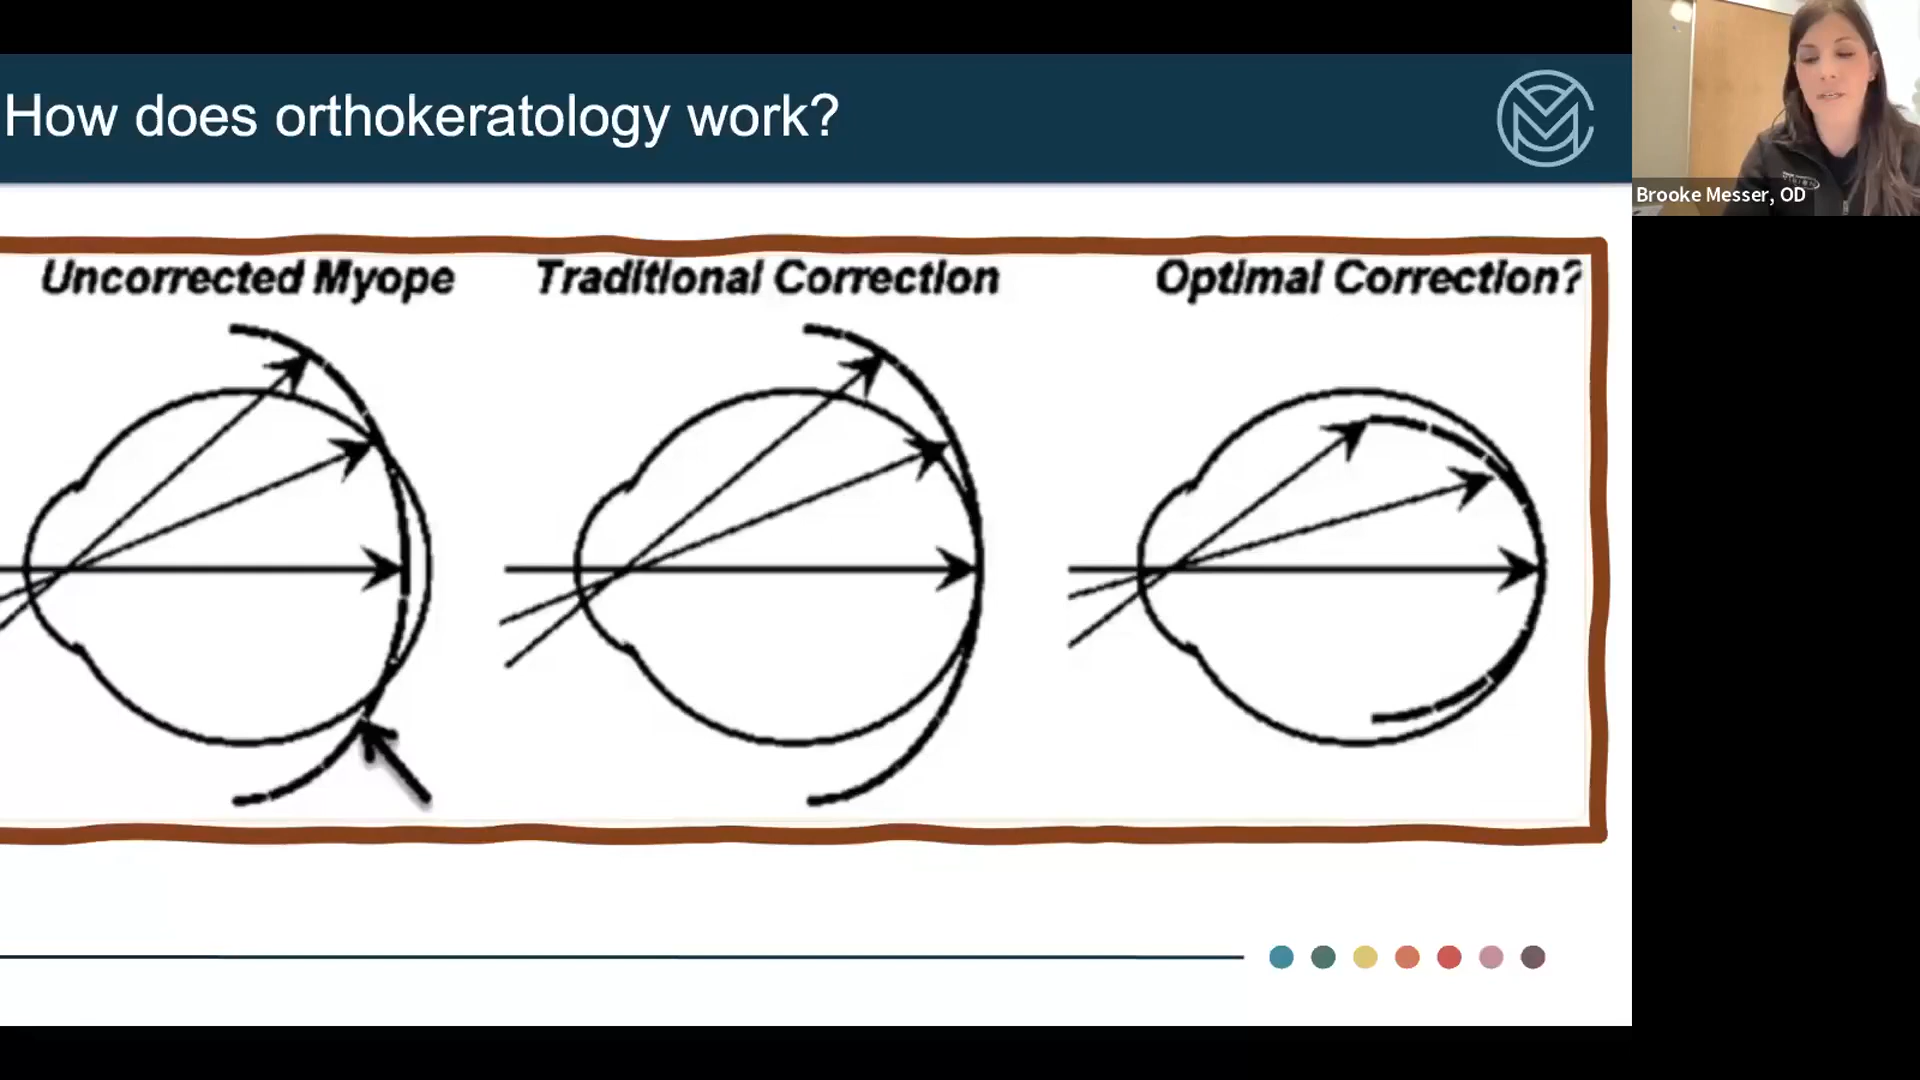 How does orthokeratology work?
Brooke Messer, OD
Uncorrected Myope
Traditional Correction
Optimal Correction?